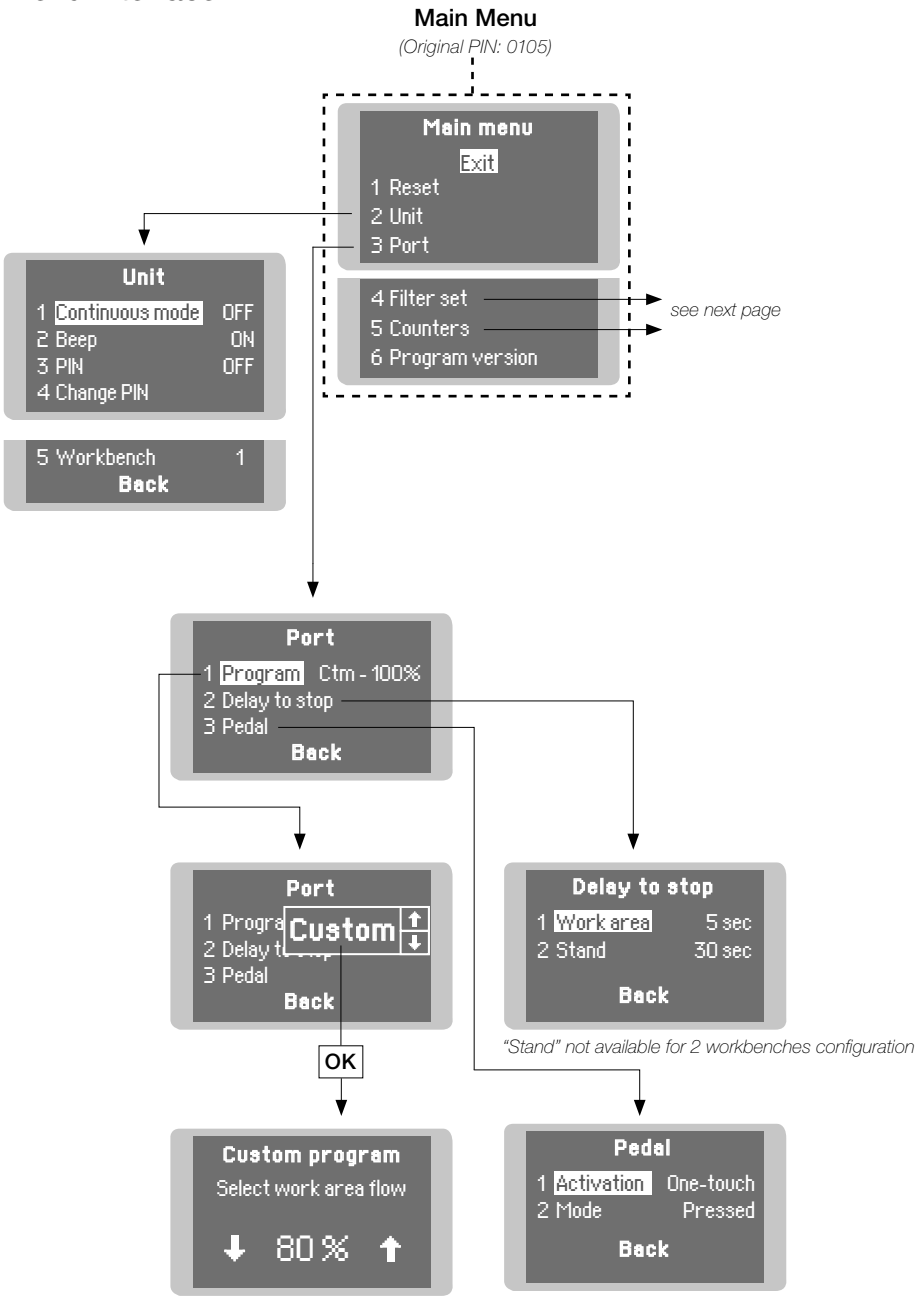 Main Menu
(Original PIN: 0105)
Main menu
Exit
1 Reset
2 Unit
3 Port
4 Filter set
5 Counters
6 Program version
see next page
Unit
1 Continuous mode OFF
2 Beep ON
3 PIN OFF
4 Change PIN
5 Workbench 1
Back
Port
1 Program Ctm - 100%
2 Delay to stop
3 Pedal
Back
Port
1 Progra
Custom
2 Delay t
3 Pedal
Back
OK
Custom program
Select work area flow
80 %
Delay to stop
1 Work area 5 sec
2 Stand 30 sec
Back
“Stand” not available for 2 workbenches configuration
Pedal
1 Activation One-touch
2 Mode Pressed
Back